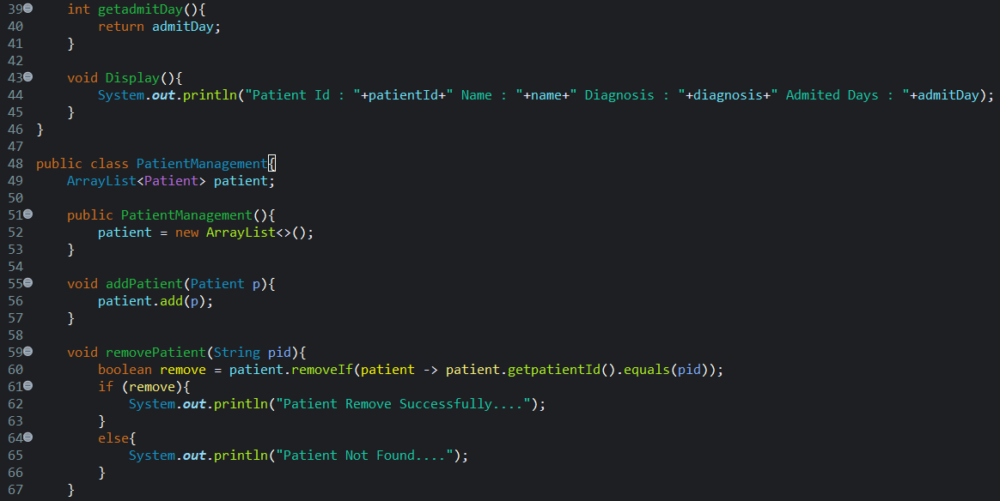 39 int getadmitDay(){
40 return admitDay;
41 }
42
43 void Display(){
44 System.out.println("Patient Id : "+patientId+" Name : "+name+" Diagnosis : "+diagnosis+" Admited Days : "+admitDay);
45 }
46 }
47
48 public class PatientManagement{
49 ArrayList<Patient> patient;
50
51 public PatientManagement(){
52 patient = new ArrayList<>();
53 }
54
55 void addPatient(Patient p){
56 patient.add(p);
57 }
58
59 void removePatient(String pid){
60 boolean remove = patient.removeIf(patient -> patient.getpatientId().equals(pid));
61 if (remove){
62 System.out.println("Patient Remove Successfully....");
63 }
64 else{
65 System.out.println("Patient Not Found....");
66 }
67 }